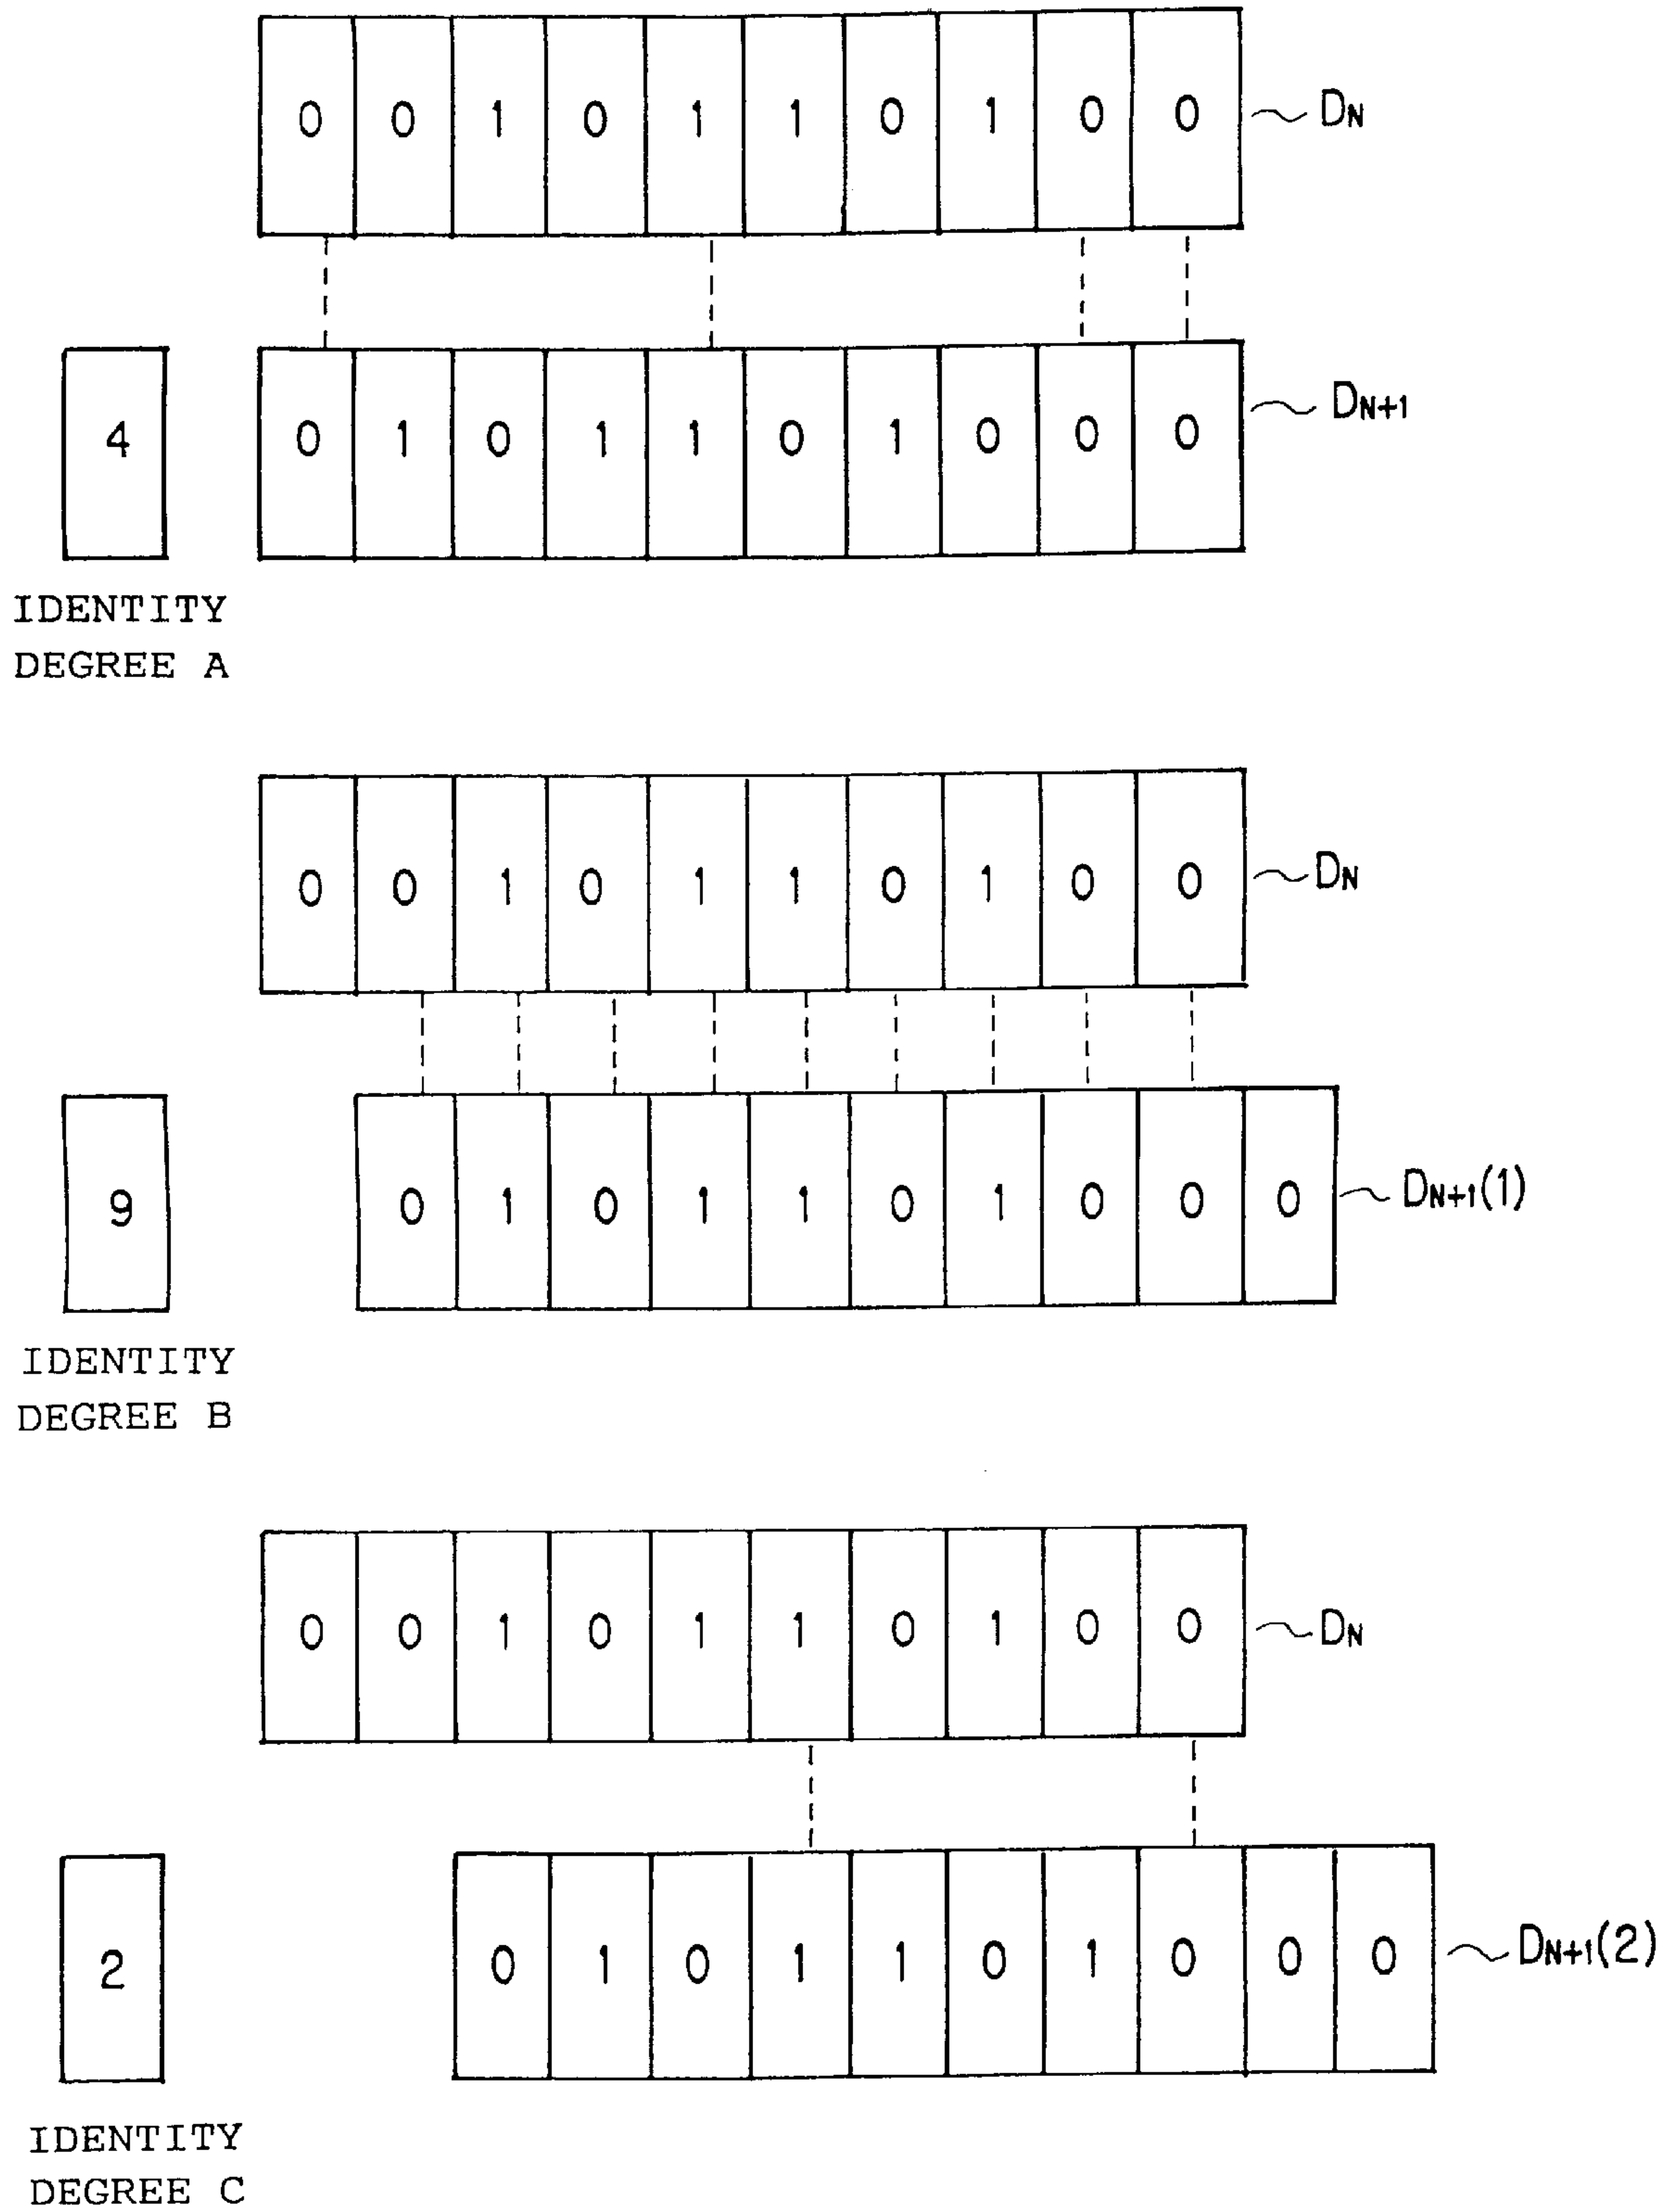 0 0 1 0 1 1 0 1 0 0 DN
4 0 1 0 1 1 0 1 0 0 0 DN+1
IDENTITY
DEGREE A
0 0 1 0 1 1 0 1 0 0 DN
9 0 1 0 1 1 0 1 0 0 0 DN+1(1)
IDENTITY
DEGREE B
0 0 1 0 1 1 0 1 0 0 DN
2 0 1 0 1 1 0 1 0 0 0 DN+1(2)
IDENTITY
DEGREE C